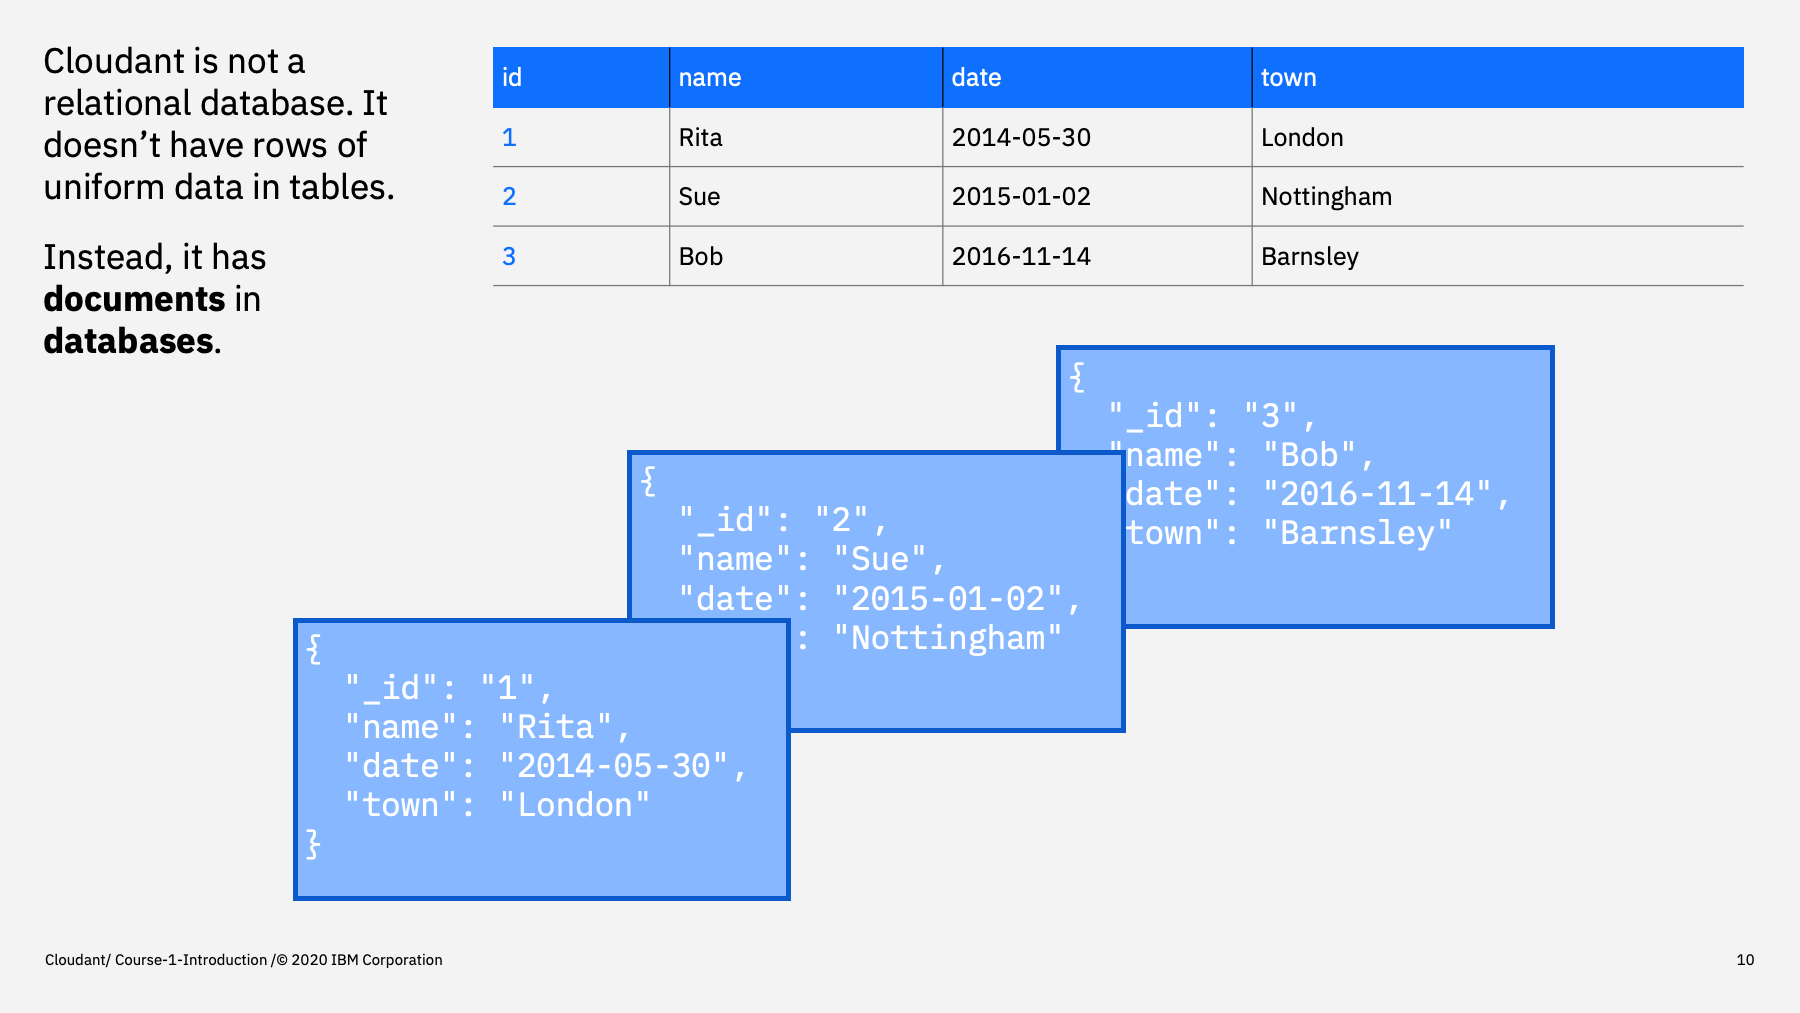 Cloudant is not a
relational database. It
doesn’t have rows of
uniform data in tables.
Instead, it has
documents in
databases.
id name date town
1 Rita 2014-05-30 London
2 Sue 2015-01-02 Nottingham
3 Bob 2016-11-14 Barnsley
{
"_id": "3",
"name": "Bob",
date": "2016-11-14",
town": "Barnsley"
{
"_id": "2",
"name": "Sue",
"date": "2015-01-02",
: "Nottingham"
{
"_id": "1",
"name": "Rita",
"date": "2014-05-30",
"town": "London"
}
Cloudant/ Course-1-Introduction /© 2020 IBM Corporation
10